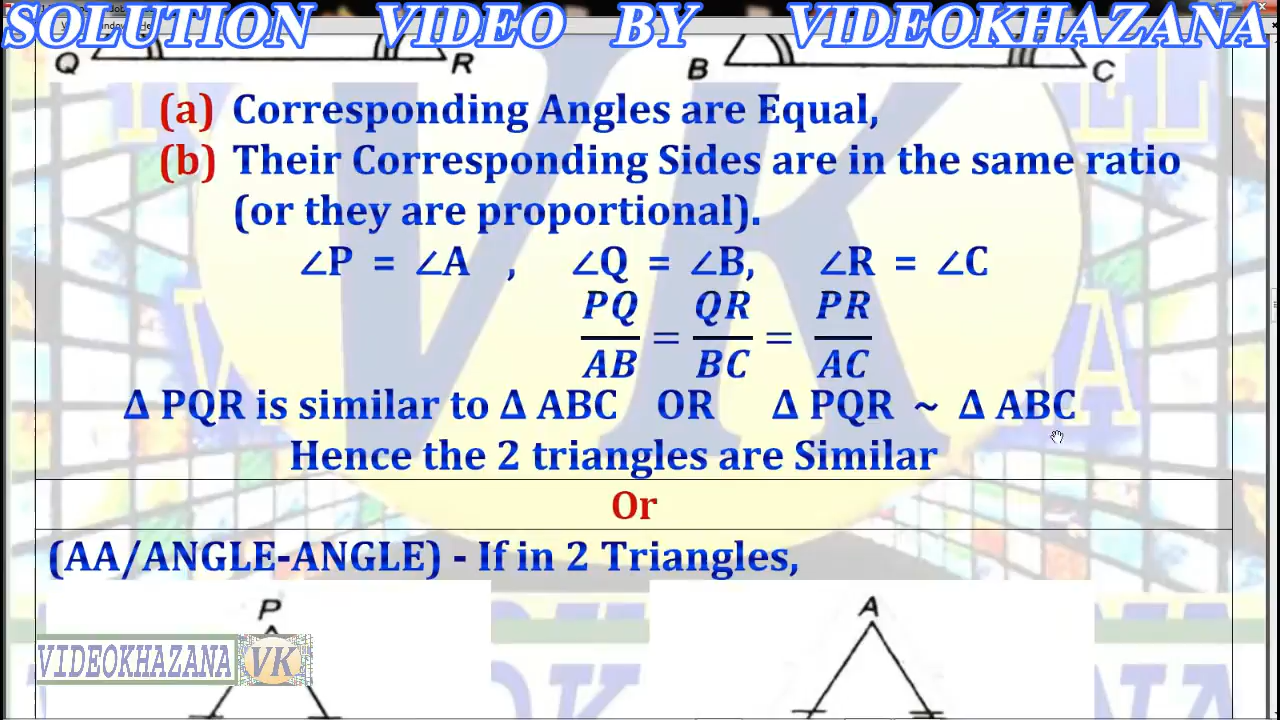 SOLUTION VIDEO BY VIDEOKHAZANA
Q R B C
(a) Corresponding Angles are Equal,
(b) Their Corresponding Sides are in the same ratio
(or they are proportional).
∠P = ∠A , ∠Q = ∠B, ∠R = ∠C
PQ/AB = QR/BC = PR/AC
Δ PQR is similar to Δ ABC OR Δ PQR ~ Δ ABC
Hence the 2 triangles are Similar
Or
(AA/ANGLE-ANGLE) - If in 2 Triangles,
P A
VIDEOKHAZANA VK